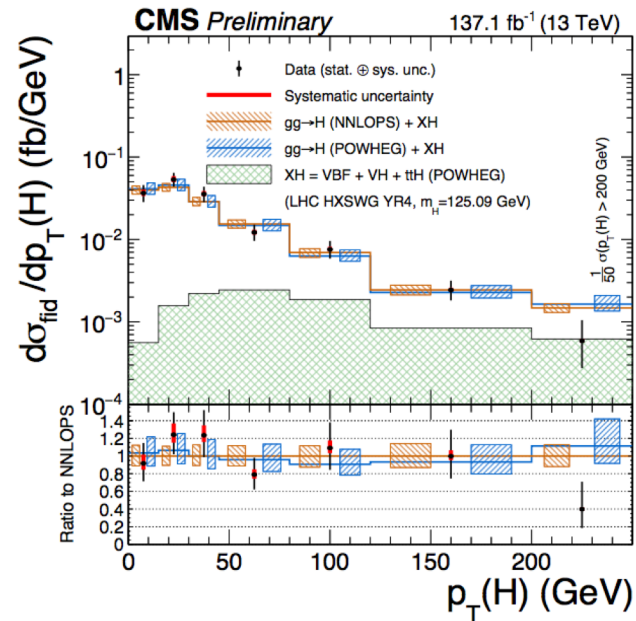 CMS Preliminary 137.1 fb⁻¹ (13 TeV)
dσ_fid /dp_T(H) (fb/GeV)
1
10⁻¹
10⁻²
10⁻³
10⁻⁴
Data (stat. ⊕ sys. unc.)
Systematic uncertainty
gg→H (NNLOPS) + XH
gg→H (POWHEG) + XH
XH = VBF + VH + ttH (POWHEG)
(LHC HXSWG YR4, m_H=125.09 GeV)
1/50 σ(p_T(H) > 200 GeV)
Ratio to NNLOPS
1.4
1.2
1
0.8
0.6
0.4
0.2
0
0 50 100 150 200 250
p_T(H) (GeV)